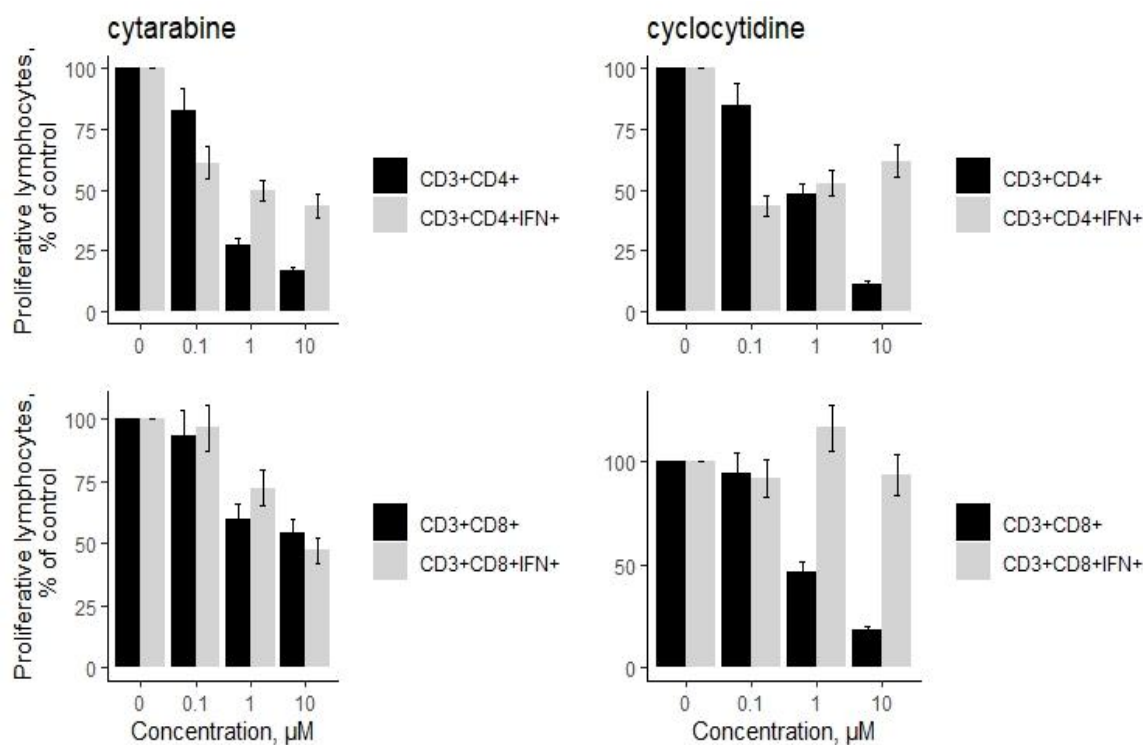 cytarabine
Proliferative lymphocytes,
% of control
100
75
50
25
0
0 0.1 1 10
CD3+CD4+
CD3+CD4+IFN+
cyclocytidine
100
75
50
25
0
0 0.1 1 10
CD3+CD4+
CD3+CD4+IFN+
Proliferative lymphocytes,
% of control
100
75
50
25
0
0 0.1 1 10
Concentration, μM
CD3+CD8+
CD3+CD8+IFN+
100
50
0
0 0.1 1 10
Concentration, μM
CD3+CD8+
CD3+CD8+IFN+